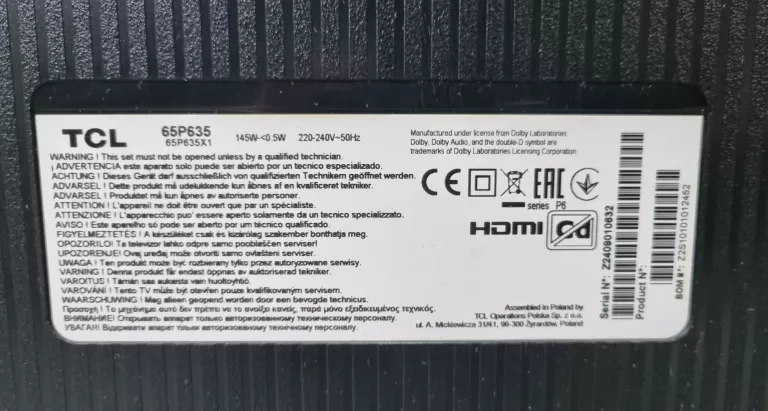 TCL
65P635
65P635X1
145W-<0.5W 220-240V~50Hz
Manufactured under license from Dolby Laboratories.
Dolby, Dolby Audio, and the double-D symbol are
trademarks of Dolby Laboratories Licensing Corporation
WARNING ! This set must not be opened unless by a qualified technician.
¡ADVERTENCIA este aparato solo puede ser abierto por un tecnico especializado.
ACHTUNG ! Dieses Gerät darf ausschließlich von qualifizierten Technikern geöffnet werden.
ADVARSEL ! Dette produkt må udelukkende kun åbnes af en kvalificeret tekniker.
ADVARSEL ! Produktet må kun åpnes av autoriserte personer.
ATTENTION ! L'appareil ne doit être ouvert que par un spécialiste.
ATTENZIONE ! L'apparecchio puo' essere aperto solamente da un tecnico specializzato.
AVISO ! Este aparelho só pode ser aberto por um técnico qualificado.
FIGYELMEZTETÉS ! A készüléket csak és kizárólag szakember bonthatja meg.
OPOZORILO! Ta televizor lahko odpre samo pooblaščen serviser!
UPOZORENJE! Ovaj uređaj može otvoriti samo ovlašteni serviser!
UWAGA ! Ten produkt może być rozbierany tylko przez autoryzowane serwisy.
VARNING ! Denna produkt får endast öppnas av auktoriserad tekniker.
VAROITUS ! Tämän saa aukaista vain huoltoyhtiö.
VAROVÁNÍ ! Tento TV může být otevřen pouze kvalifikovaným servisem.
WAARSCHUWING ! Mag alleen geopend worden door een bevoegde technicus.
Προσοχή ! Το μηχάνημα αυτό δεν πρέπει να το ανοίξει κανείς, παρά μόνο εξειδικευμένος τεχνικός.
ВНИМАНИЕ! Открывать аппарат только авторизованному техническому персоналу.
УВАГА!!! Відкривати апарат тільки авторизованному технічному персоналу.
CE EAC
series P6
HDMI
Assembled in Poland by
TCL Operations Polska Sp. z o.o.
ul. A. Mickiewicza 31/41, 96-300 Żyrardów, Poland
Serial N°: Z2409010632
Product N°:
BOM N°: Z2S10101012452